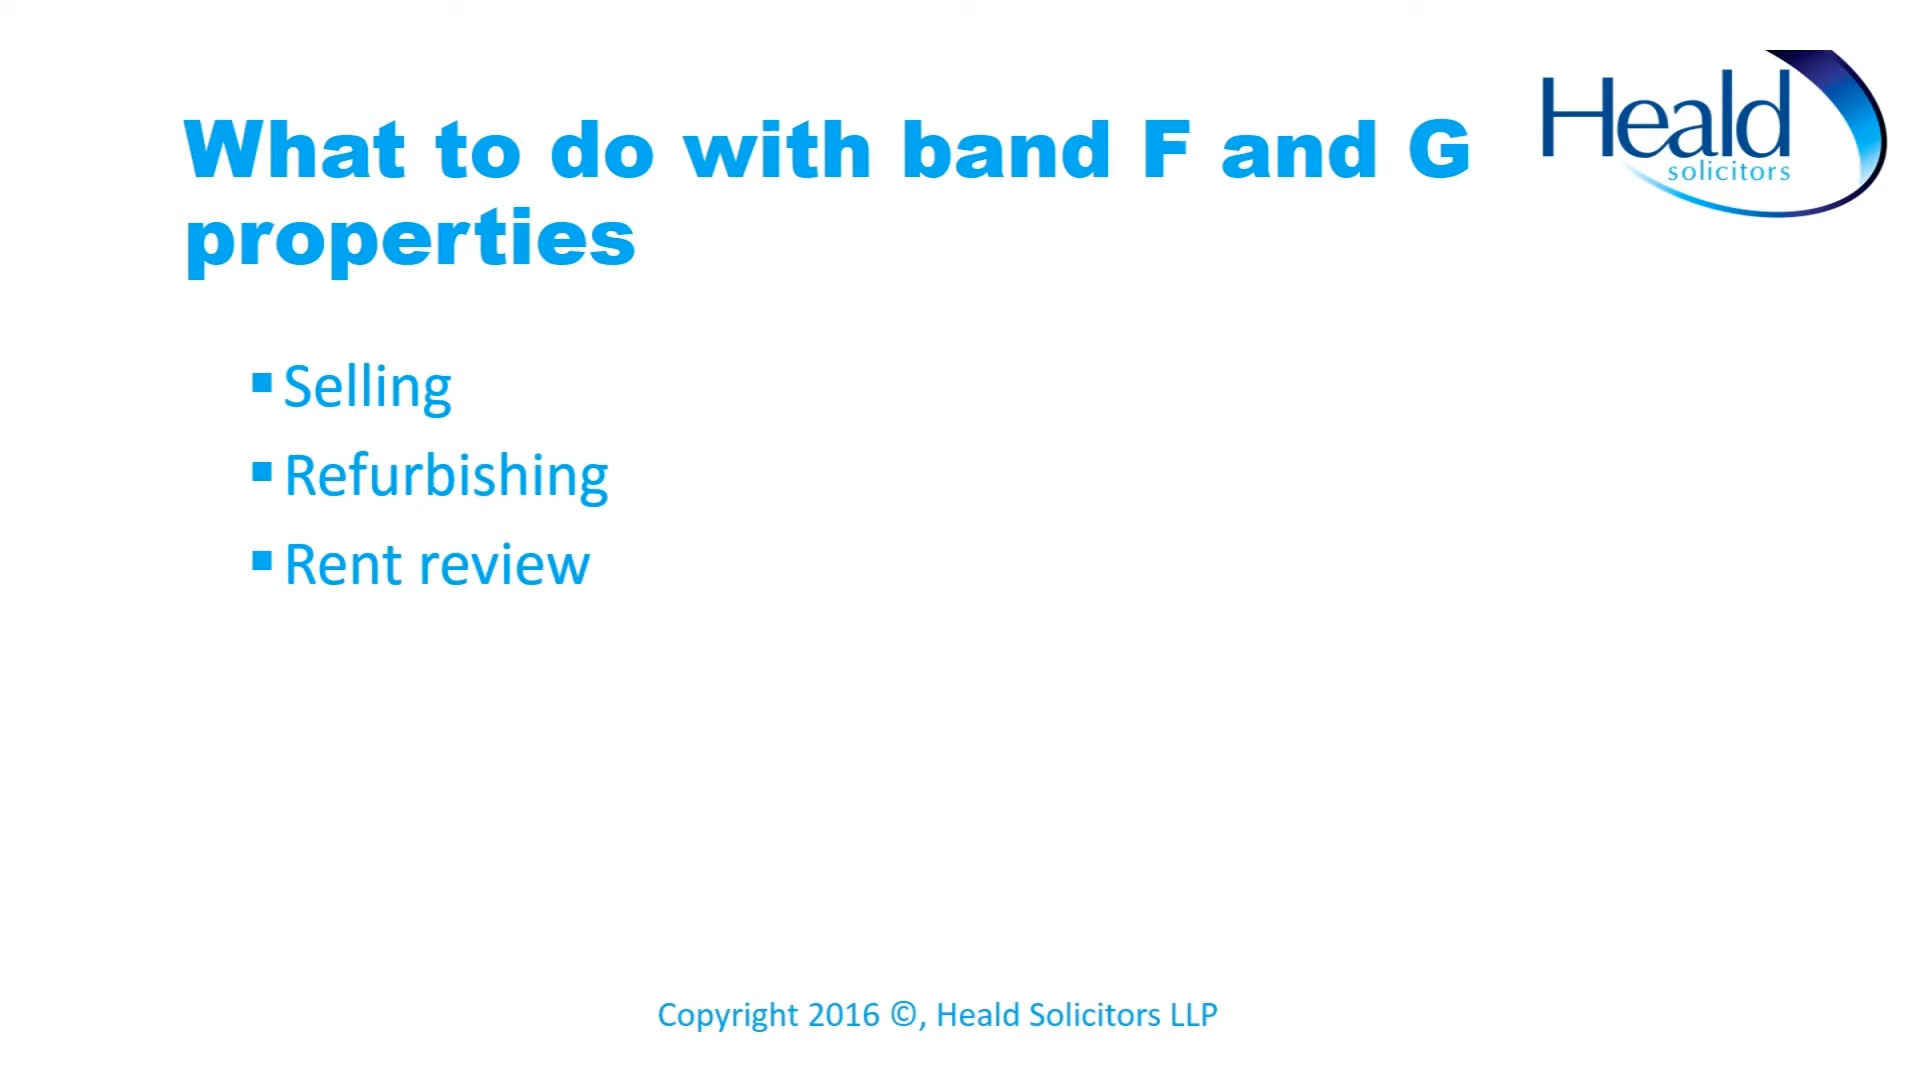 What to do with band F and G
properties
Heald
solicitors
▪ Selling
▪ Refurbishing
▪ Rent review
Copyright 2016 ©, Heald Solicitors LLP